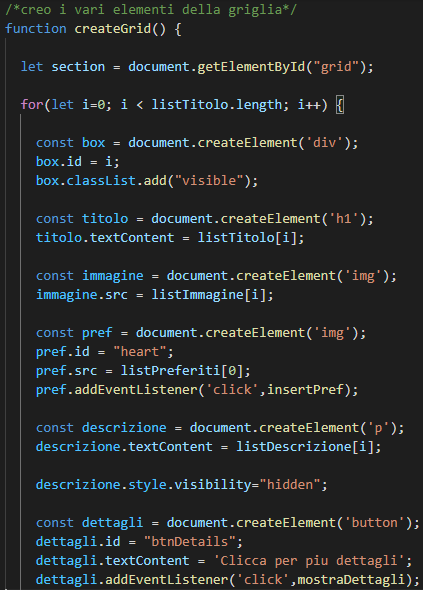 /*creo i vari elementi della griglia*/
function createGrid() {
let section = document.getElementById("grid");
for(let i=0; i < listTitolo.length; i++) {
const box = document.createElement('div');
box.id = i;
box.classList.add("visible");
const titolo = document.createElement('h1');
titolo.textContent = listTitolo[i];
const immagine = document.createElement('img');
immagine.src = listImmagine[i];
const pref = document.createElement('img');
pref.id = "heart";
pref.src = listPreferiti[0];
pref.addEventListener('click',insertPref);
const descrizione = document.createElement('p');
descrizione.textContent = listDescrizione[i];
descrizione.style.visibility="hidden";
const dettagli = document.createElement('button');
dettagli.id = "btnDetails";
dettagli.textContent = 'Clicca per piu dettagli';
dettagli.addEventListener('click',mostraDettagli);